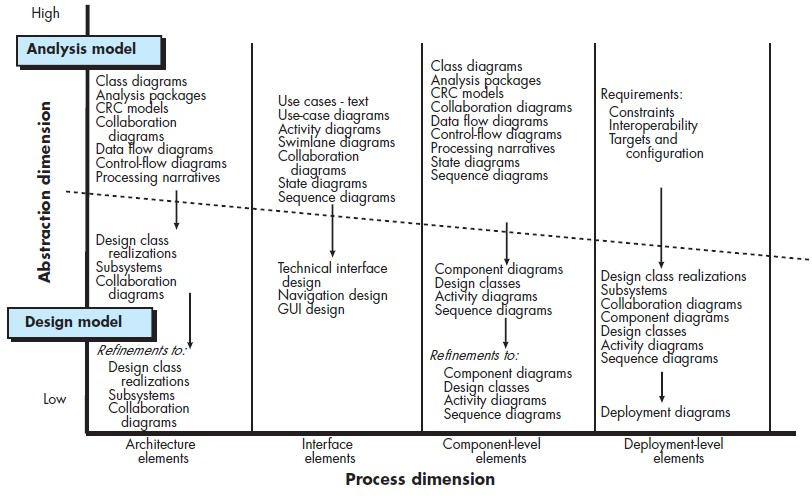 High
Analysis model
Abstraction dimension
Design model
Low
Class diagrams
Analysis packages
CRC models
Collaboration
diagrams
Data flow diagrams
Control-flow diagrams
Processing narratives
Design class
realizations
Subsystems
Collaboration
diagrams
Refinements to:
Design class
realizations
Subsystems
Collaboration
diagrams
Architecture
elements
Use cases - text
Use-case diagrams
Activity diagrams
Swimlane diagrams
Collaboration
diagrams
State diagrams
Sequence diagrams
Technical interface
design
Navigation design
GUI design
Interface
elements
Class diagrams
Analysis packages
CRC models
Collaboration diagrams
Data flow diagrams
Control-flow diagrams
Processing narratives
State diagrams
Sequence diagrams
Component diagrams
Design classes
Activity diagrams
Sequence diagrams
Refinements to:
Component diagrams
Design classes
Activity diagrams
Sequence diagrams
Component-level
elements
Requirements:
Constraints
Interoperability
Targets and
configuration
Design class realizations
Subsystems
Collaboration diagrams
Component diagrams
Design classes
Activity diagrams
Sequence diagrams
Deployment diagrams
Deployment-level
elements
Process dimension